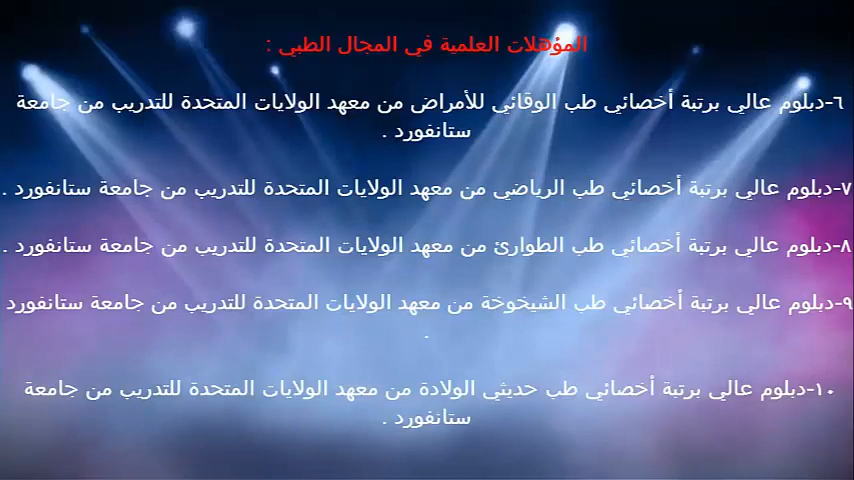 المؤهلات العلمية في المجال الطبي :
٦-دبلوم عالي برتبة أخصائي طب الوقائي للأمراض من معهد الولايات المتحدة للتدريب من جامعة
ستانفورد .
٧-دبلوم عالي برتبة أخصائي طب الرياضي من معهد الولايات المتحدة للتدريب من جامعة ستانفورد .
٨-دبلوم عالي برتبة أخصائي طب الطوارئ من معهد الولايات المتحدة للتدريب من جامعة ستانفورد .
٩-دبلوم عالي برتبة أخصائي طب الشيخوخة من معهد الولايات المتحدة للتدريب من جامعة ستانفورد
.
١٠-دبلوم عالي برتبة أخصائي طب حديثي الولادة من معهد الولايات المتحدة للتدريب من جامعة
ستانفورد .